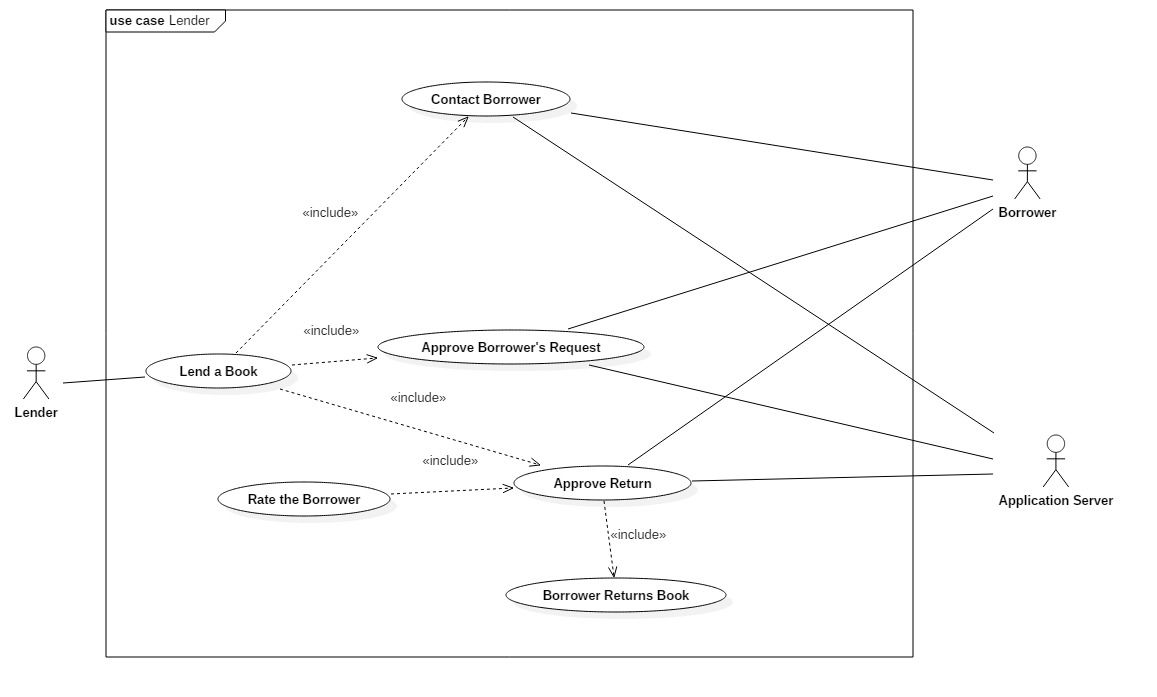 use case Lender
Contact Borrower
«include»
Borrower
«include»
Approve Borrower's Request
Lend a Book
«include»
Lender
«include»
Approve Return
Rate the Borrower
Application Server
«include»
Borrower Returns Book